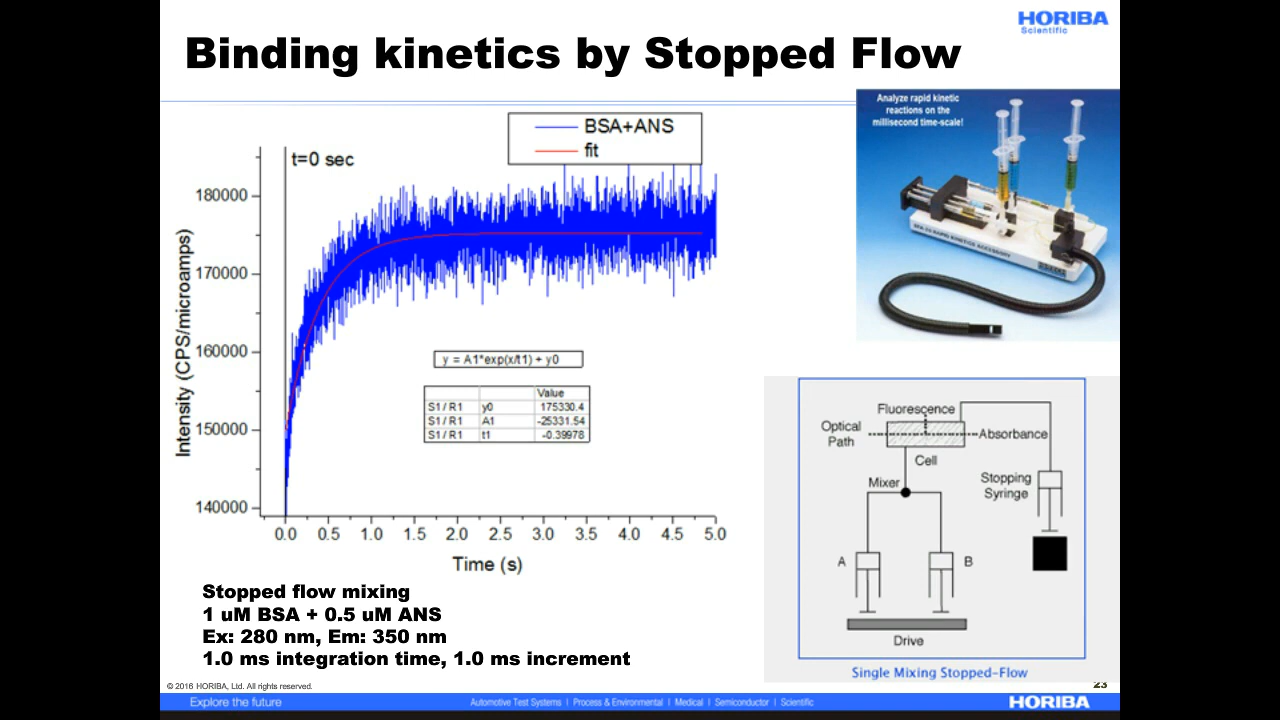 HORIBA
Scientific
Binding kinetics by Stopped Flow
BSA+ANS
fit
t=0 sec
180000
170000
160000
150000
140000
Intensity (CPS/microamps)
0.0 0.5 1.0 1.5 2.0 2.5 3.0 3.5 4.0 4.5 5.0
Time (s)
y = A1*exp(x/t1) + y0
Value
S1/R1 y0 175330.4
S1/R1 A1 -25331.54
S1/R1 t1 -0.39978
Analyze rapid kinetic
reactions on the
millisecond time-scale!
RAPID KINETICS ACCESSORY
Fluorescence
Optical
Path
Absorbance
Cell
Mixer
Stopping
Syringe
A
B
Drive
Single Mixing Stopped-Flow
Stopped flow mixing
1 uM BSA + 0.5 uM ANS
Ex: 280 nm, Em: 350 nm
1.0 ms integration time, 1.0 ms increment
© 2016 HORIBA, Ltd. All rights reserved.
23
Explore the future
Automotive Test Systems | Process & Environmental | Medical | Semiconductor | Scientific
HORIBA